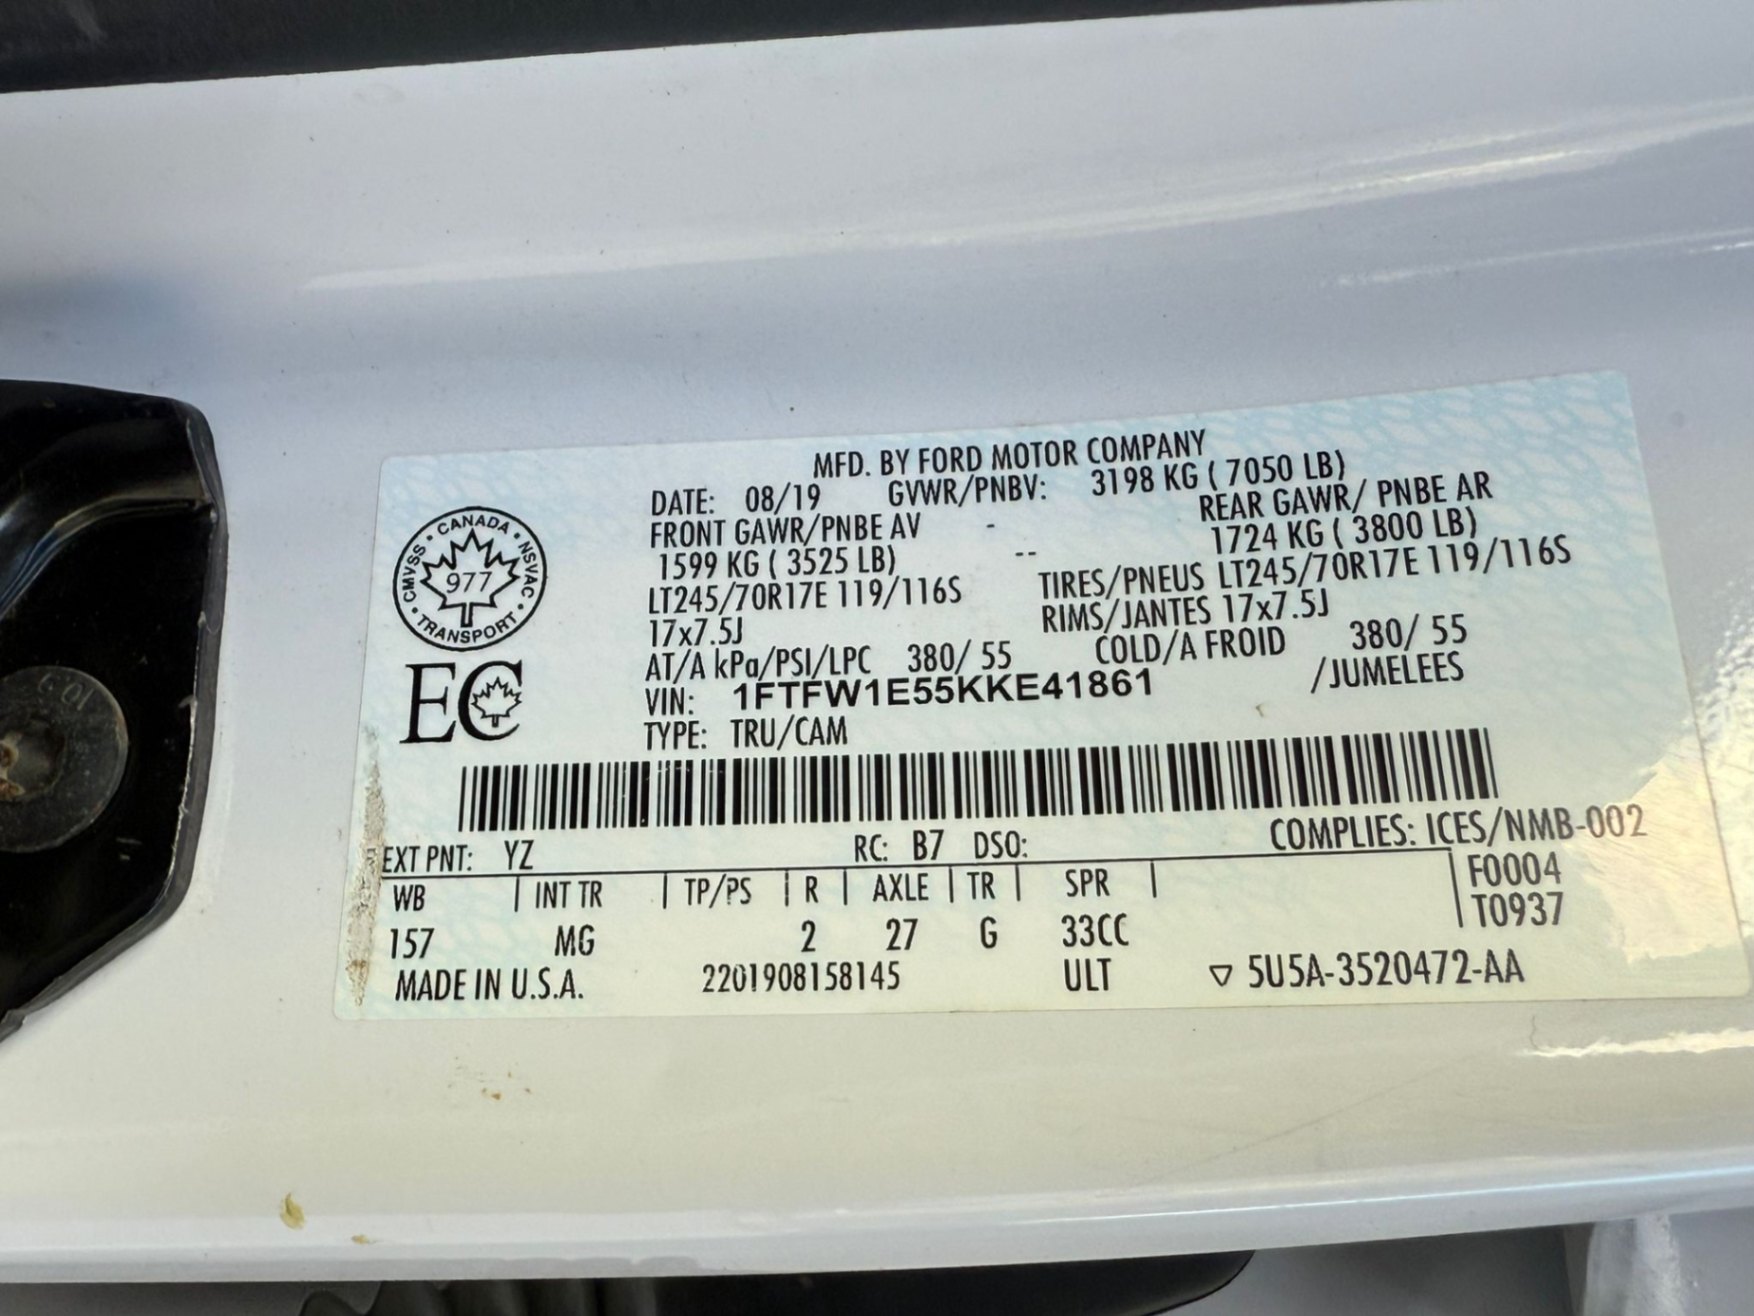 MFD. BY FORD MOTOR COMPANY
DATE: 08/19 GVWR/PNBV: 3198 KG ( 7050 LB)
FRONT GAWR/PNBE AV - REAR GAWR/ PNBE AR
1599 KG ( 3525 LB) -- 1724 KG ( 3800 LB)
LT245/70R17E 119/116S TIRES/PNEUS LT245/70R17E 119/116S
17x7.5J RIMS/JANTES 17x7.5J
AT/A kPa/PSI/LPC 380/ 55 COLD/A FROID 380/ 55
VIN: 1FTFW1E55KKE41861 /JUMELEES
TYPE: TRU/CAM
CMVSS • CANADA • NSVAC • TRANSPORT •
977
EC
EXT PNT: YZ RC: B7 DSO: COMPLIES: ICES/NMB-002
WB | INT TR | TP/PS | R | AXLE | TR | SPR | | F0004
T0937
157 MG 2 27 G 33CC
MADE IN U.S.A. 2201908158145 ULT ▽ 5U5A-3520472-AA